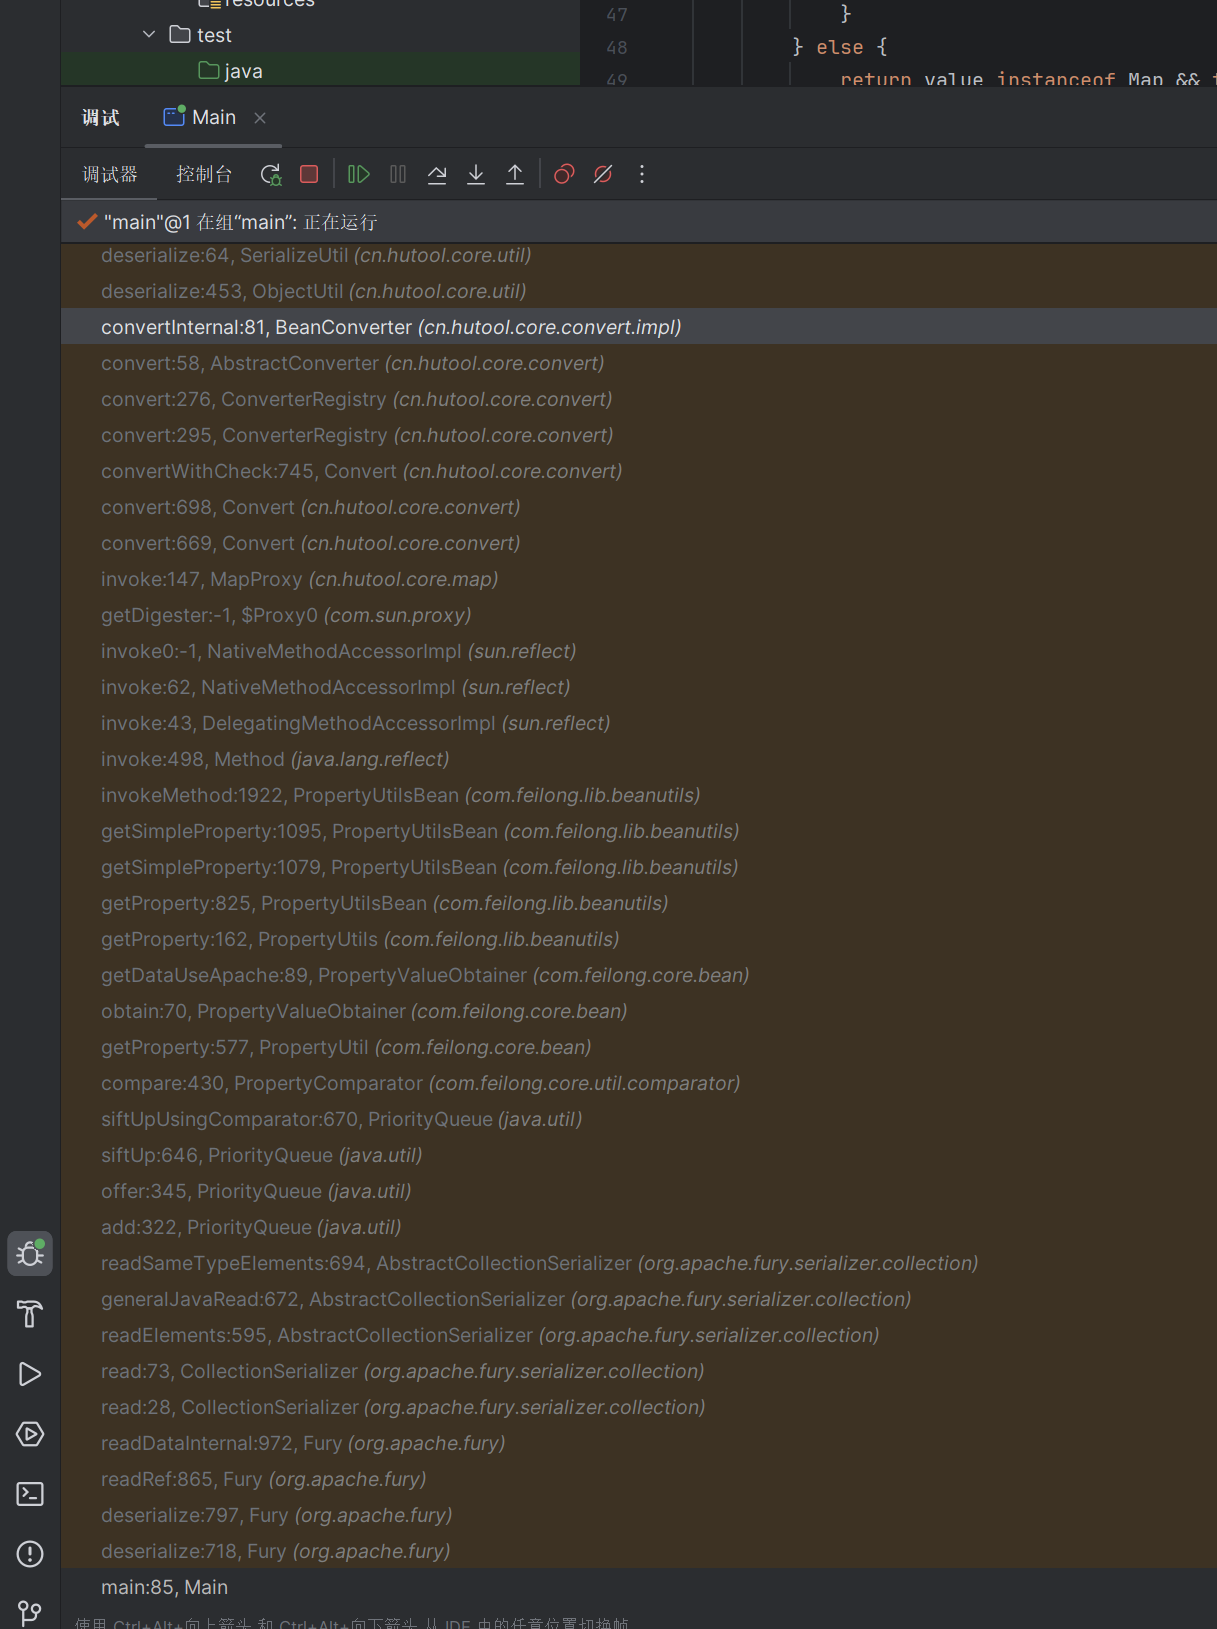 resources
47 }
test
48 } else {
java
49 return value instanceof Map &&
调试 Main
调试器 控制台
"main"@1 在组“main”: 正在运行
deserialize:64, SerializeUtil (cn.hutool.core.util)
deserialize:453, ObjectUtil (cn.hutool.core.util)
convertInternal:81, BeanConverter (cn.hutool.core.convert.impl)
convert:58, AbstractConverter (cn.hutool.core.convert)
convert:276, ConverterRegistry (cn.hutool.core.convert)
convert:295, ConverterRegistry (cn.hutool.core.convert)
convertWithCheck:745, Convert (cn.hutool.core.convert)
convert:698, Convert (cn.hutool.core.convert)
convert:669, Convert (cn.hutool.core.convert)
invoke:147, MapProxy (cn.hutool.core.map)
getDigester:-1, $Proxy0 (com.sun.proxy)
invoke0:-1, NativeMethodAccessorImpl (sun.reflect)
invoke:62, NativeMethodAccessorImpl (sun.reflect)
invoke:43, DelegatingMethodAccessorImpl (sun.reflect)
invoke:498, Method (java.lang.reflect)
invokeMethod:1922, PropertyUtilsBean (com.feilong.lib.beanutils)
getSimpleProperty:1095, PropertyUtilsBean (com.feilong.lib.beanutils)
getSimpleProperty:1079, PropertyUtilsBean (com.feilong.lib.beanutils)
getProperty:825, PropertyUtilsBean (com.feilong.lib.beanutils)
getProperty:162, PropertyUtils (com.feilong.lib.beanutils)
getDataUseApache:89, PropertyValueObtainer (com.feilong.core.bean)
obtain:70, PropertyValueObtainer (com.feilong.core.bean)
getProperty:577, PropertyUtil (com.feilong.core.bean)
compare:430, PropertyComparator (com.feilong.core.util.comparator)
siftUpUsingComparator:670, PriorityQueue (java.util)
siftUp:646, PriorityQueue (java.util)
offer:345, PriorityQueue (java.util)
add:322, PriorityQueue (java.util)
readSameTypeElements:694, AbstractCollectionSerializer (org.apache.fury.serializer.collection)
generalJavaRead:672, AbstractCollectionSerializer (org.apache.fury.serializer.collection)
readElements:595, AbstractCollectionSerializer (org.apache.fury.serializer.collection)
read:73, CollectionSerializer (org.apache.fury.serializer.collection)
read:28, CollectionSerializer (org.apache.fury.serializer.collection)
readDataInternal:972, Fury (org.apache.fury)
readRef:865, Fury (org.apache.fury)
deserialize:797, Fury (org.apache.fury)
deserialize:718, Fury (org.apache.fury)
main:85, Main
使用 Ctrl+Alt+向上箭头 和 Ctrl+Alt+向下箭头 从 IDE 中的任意位置切换帧